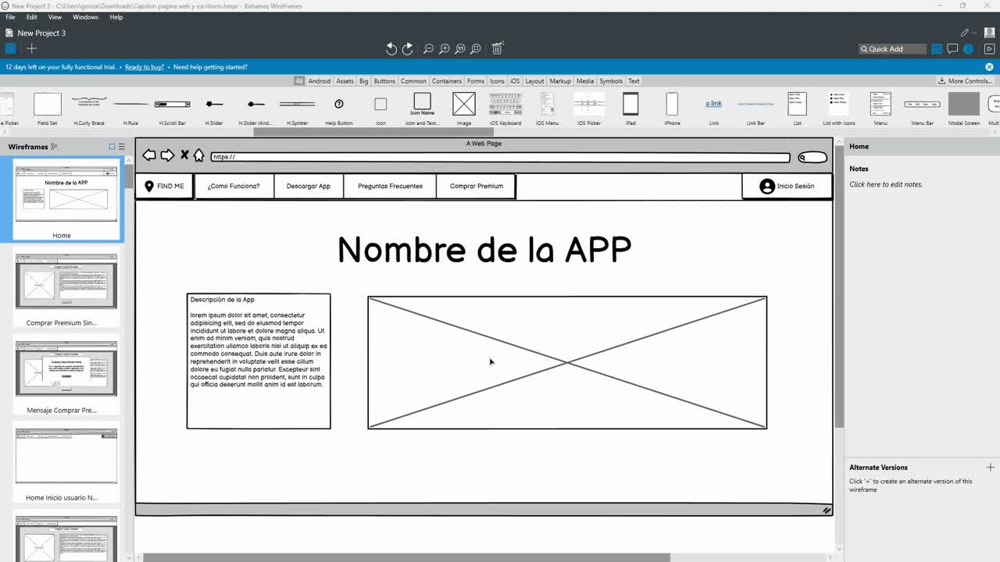 New Project 3 - C:\Users\gonza\Downloads\Capston pagina web y escritorio.bmpr - Balsamiq Wireframes
File Edit View Windows Help
New Project 3
Quick Add
12 days left on your fully functional trial. • Ready to buy? • Need help getting started?
All Android Assets Big Buttons Common Containers Forms Icons iOS Layout Markup Media Symbols Text
More Controls...
Icon Name
a link
e Picker Field Set H.Curly Brace H.Rule H.Scroll Bar H.Slider H.Slider (And... H.Splitter Help Button Icon Icon and Text... Image iOS Keyboard iOS Menu iOS Picker iPad iPhone Link Link Bar List List with Icons Menu Menu Bar Modal Screen Mult
Wireframes
Nombre de la APP
Home
Comprar Premium Sin...
Mensaje Comprar Pre...
Home Inicio usuario N...
A Web Page
https://
FIND ME
¿Como Funciona?
Descargar App
Preguntas Frecuentes
Comprar Premium
Inicio Sesión
Nombre de la APP
Descripción de la App
lorem ipsum dolor sit amet, consectetur
adipisicing elit, sed do eiusmod tempor
incididunt ut labore et dolore magna aliqua. Ut
enim ad minim veniam, quis nostrud
exercitation ullamco laboris nisi ut aliquip ex ea
commodo consequat. Duis aute irure dolor in
reprehenderit in voluptate velit esse cillum
dolore eu fugiat nulla pariatur. Excepteur sint
occaecat cupidatat non proident, sunt in culpa
qui officia deserunt mollit anim id est laborum.
Home
Notes
Click here to edit notes.
Alternate Versions
Click '+' to create an alternate version of this
wireframe